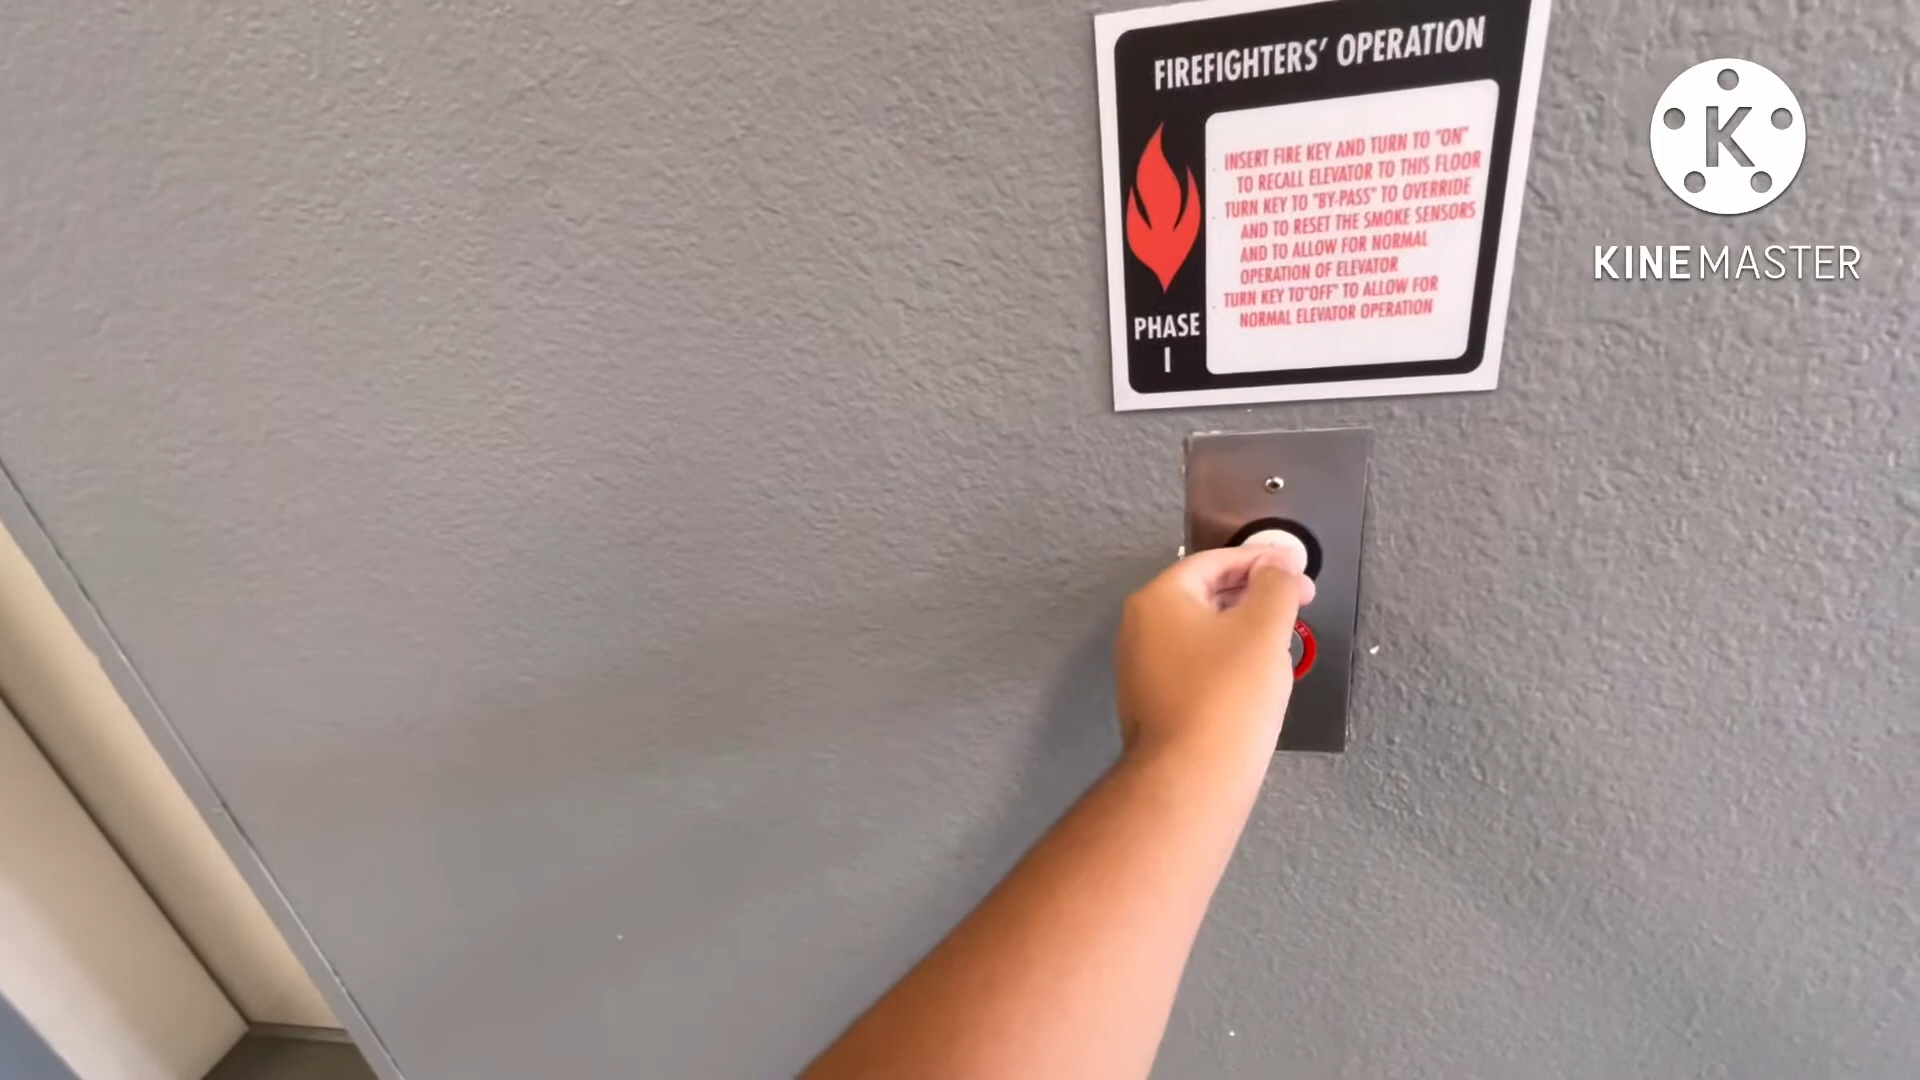 FIREFIGHTERS' OPERATION
INSERT FIRE KEY AND TURN TO "ON"
TO RECALL ELEVATOR TO THIS FLOOR
TURN KEY TO "BY-PASS" TO OVERRIDE
AND TO RESET THE SMOKE SENSORS
AND TO ALLOW FOR NORMAL
OPERATION OF ELEVATOR
TURN KEY TO"OFF" TO ALLOW FOR
NORMAL ELEVATOR OPERATION
PHASE
I
K
KINEMASTER